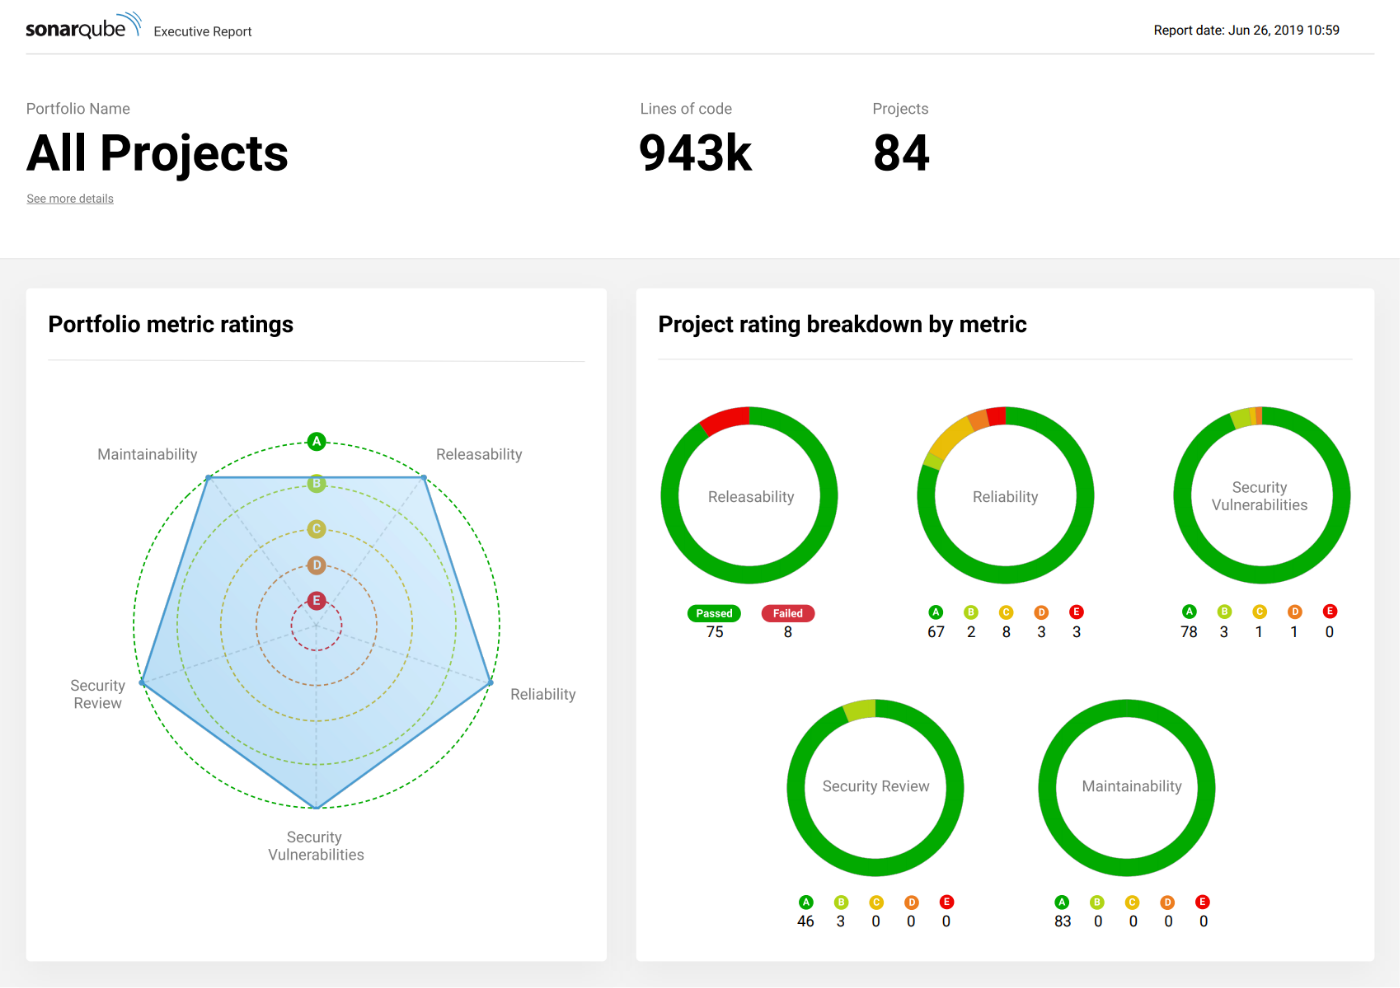 sonarqube Executive Report
Report date: Jun 26, 2019 10:59
Portfolio Name
All Projects
See more details
Lines of code
943k
Projects
84
Portfolio metric ratings
A
Maintainability
Releasability
B
C
D
E
Security
Review
Reliability
Security
Vulnerabilities
Project rating breakdown by metric
Releasability
Passed Failed
75 8
Reliability
A B C D E
67 2 8 3 3
Security
Vulnerabilities
A B C D E
78 3 1 1 0
Security Review
A B C D E
46 3 0 0 0
Maintainability
A B C D E
83 0 0 0 0